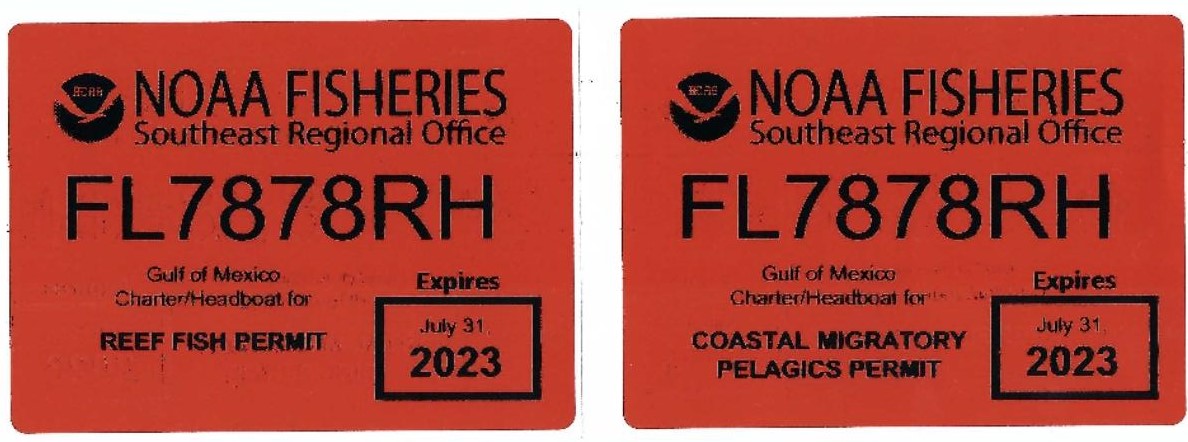 NOAA FISHERIES
Southeast Regional Office
FL7878RH
Gulf of Mexico
Charter/Headboat for
REEF FISH PERMIT
Expires
July 31,
2023
NOAA FISHERIES
Southeast Regional Office
FL7878RH
Gulf of Mexico
Charter/Headboat for
COASTAL MIGRATORY
PELAGICS PERMIT
Expires
July 31,
2023